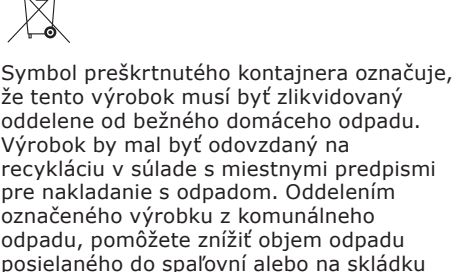 Symbol preškrtnutého kontajnera označuje,
že tento výrobok musí byť zlikvidovaný
oddelene od bežného domáceho odpadu.
Výrobok by mal byť odovzdaný na
recykláciu v súlade s miestnymi predpismi
pre nakladanie s odpadom. Oddelením
označeného výrobku z komunálneho
odpadu, pomôžete znížiť objem odpadu
posielaného do spaľovní alebo na skládku